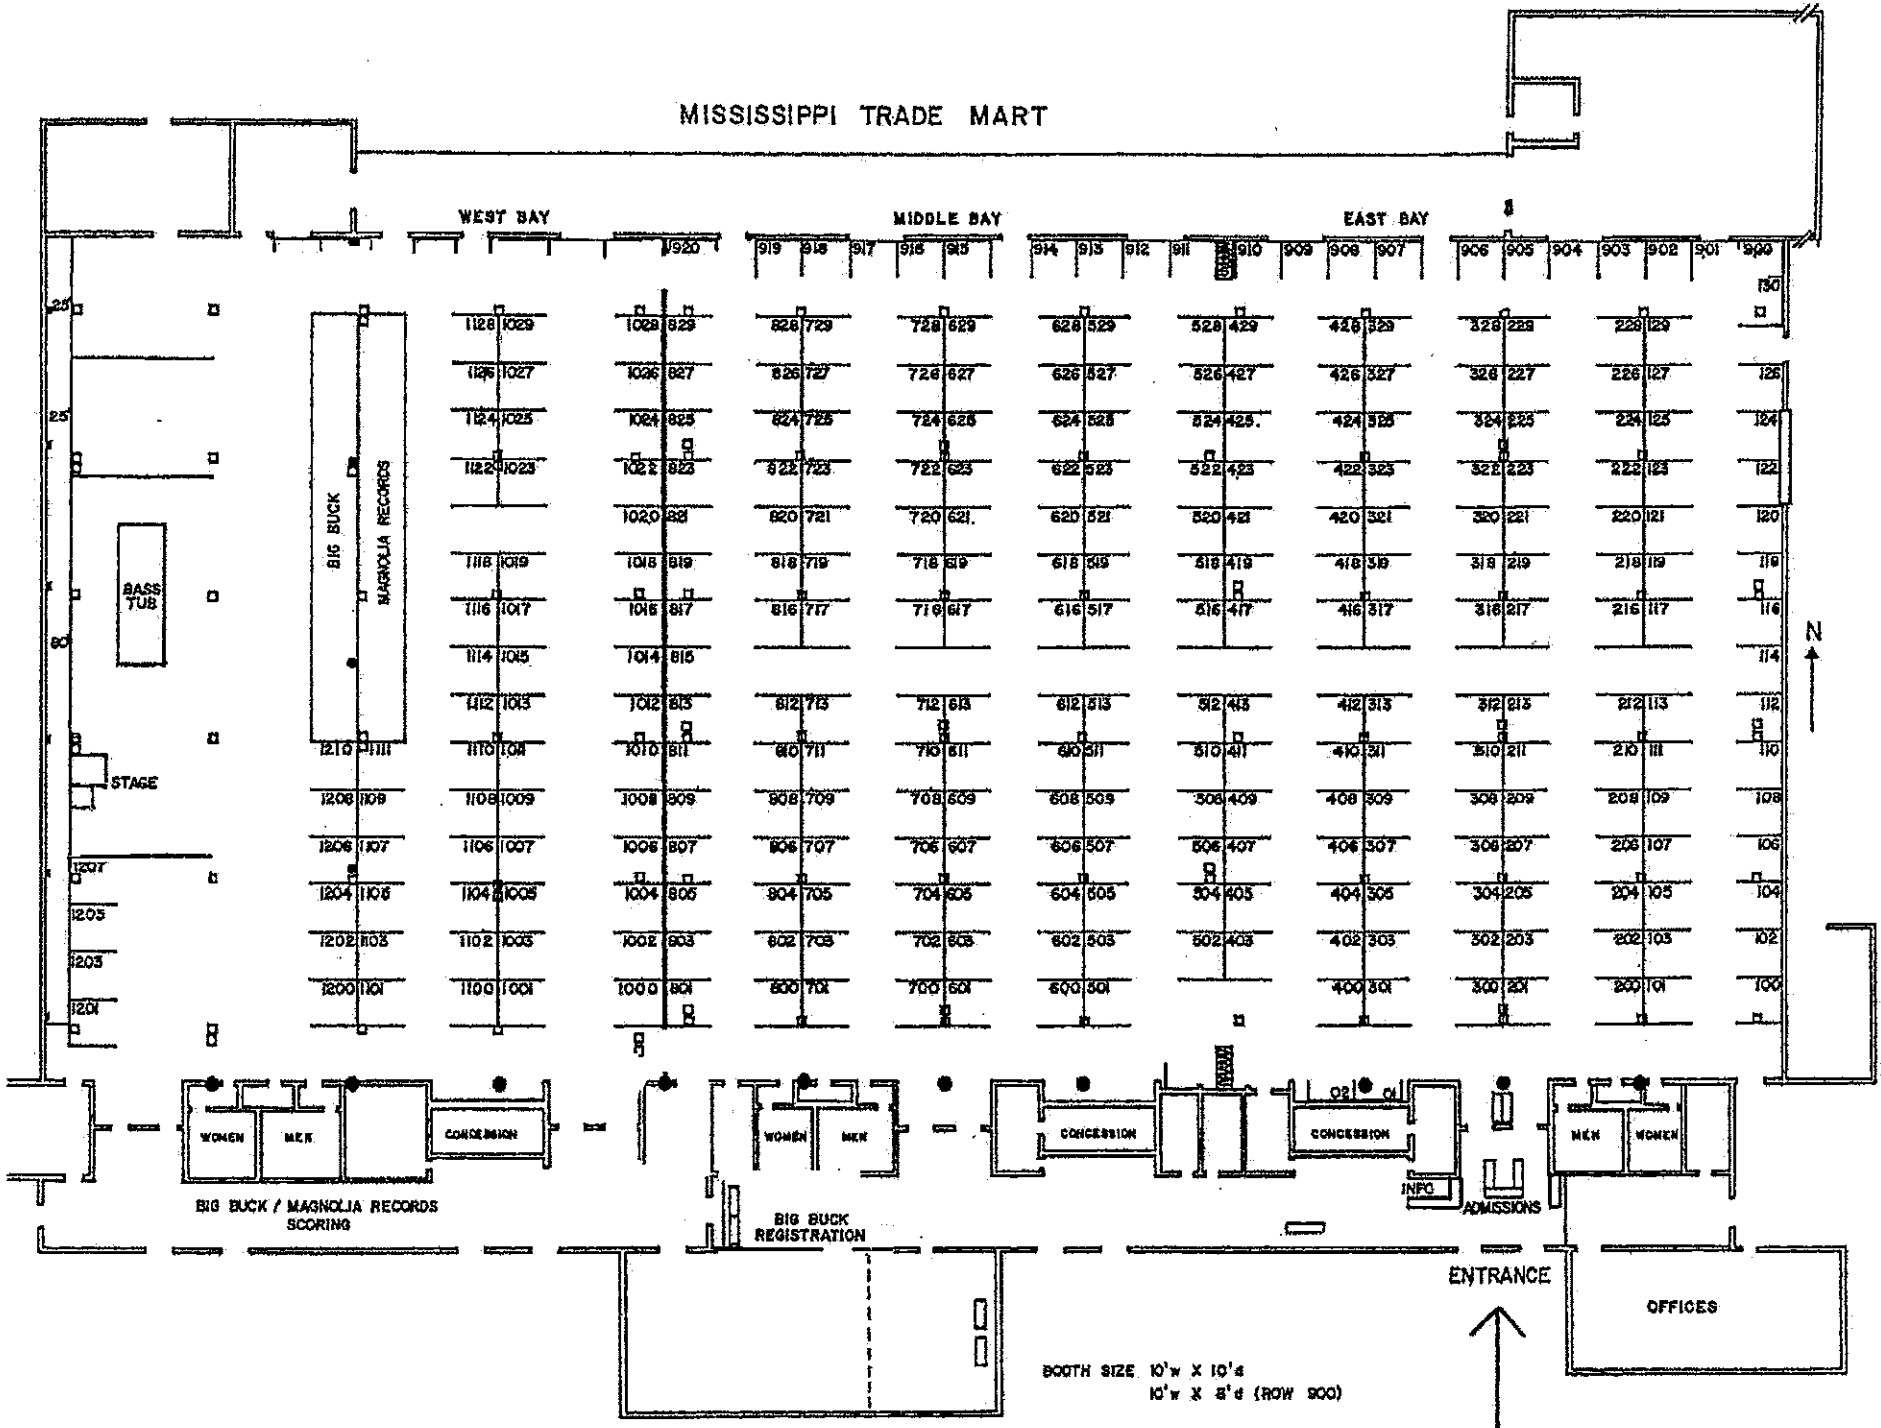 MISSISSIPPI TRADE MART
WEST BAY MIDDLE BAY EAST BAY
920 919 918 917 916 915 914 913 912 911 910 909 908 907 906 905 904 903 902 901 900
130
25
1128 1029 1028 829 828 729 728 629 628 529 528 429 428 329 328 229 228 129
1126 1027 1026 827 826 727 726 627 626 527 526 427 426 327 326 227 226 127 126
25 1124 1025 1024 825 824 725 724 625 624 525 524 425 424 325 324 225 224 125 124
1122 1023 1022 823 822 723 722 623 622 523 522 423 422 323 322 223 222 123 122
BIG BUCK
MAGNOLIA RECORDS
1020 821 820 721 720 621 620 521 520 421 420 321 320 221 220 121 120
1118 1019 1018 819 818 719 718 619 618 519 518 419 418 319 318 219 218 119 118
BASS
TUB
1116 1017 1016 817 816 717 716 617 616 517 516 417 416 317 316 217 216 117 116
N
80
1114 1015 1014 815 114
1112 1013 1012 813 812 713 712 613 612 513 512 413 412 313 312 213 212 113 112
1210 1111 1110 1011 1010 811 810 711 710 611 610 511 510 411 410 311 310 211 210 111 110
STAGE
1208 1109 1108 1009 1008 809 808 709 708 609 608 509 508 409 408 309 308 209 208 109 108
1206 1107 1106 1007 1006 807 806 707 706 607 606 507 506 407 406 307 306 207 206 107 106
1207
1204 1105 1104 1005 1004 805 804 705 704 605 604 505 504 405 404 305 304 205 204 105 104
1205
1202 1103 1102 1003 1002 803 802 703 702 603 602 503 502 403 402 303 302 203 202 103 102
1203
1200 1101 1100 1001 1000 801 800 701 700 601 600 501 400 301 300 201 200 101 100
1201
02 01
WOMEN MEN CONCESSION WOMEN MEN CONCESSION CONCESSION MEN WOMEN
INFO
ADMISSIONS
BIG BUCK / MAGNOLIA RECORDS
SCORING
BIG BUCK
REGISTRATION
ENTRANCE
OFFICES
BOOTH SIZE 10'w X 10'd
10'w X 8'd (ROW 900)